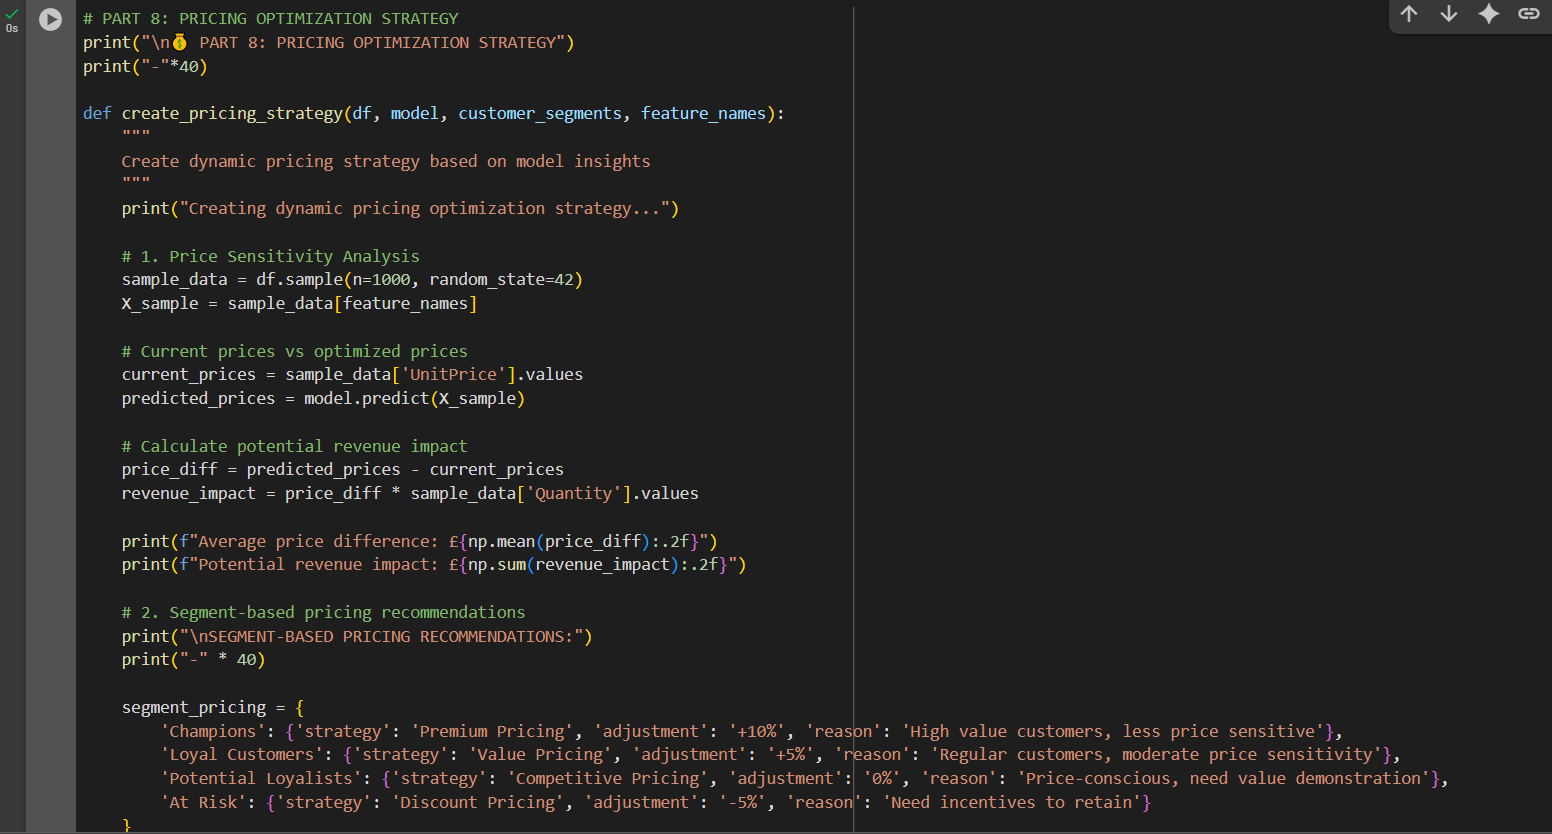 0s
# PART 8: PRICING OPTIMIZATION STRATEGY
print("\n💰 PART 8: PRICING OPTIMIZATION STRATEGY")
print("-"*40)
def create_pricing_strategy(df, model, customer_segments, feature_names):
    """
    Create dynamic pricing strategy based on model insights
    """
    print("Creating dynamic pricing optimization strategy...")
    # 1. Price Sensitivity Analysis
    sample_data = df.sample(n=1000, random_state=42)
    X_sample = sample_data[feature_names]
    # Current prices vs optimized prices
    current_prices = sample_data['UnitPrice'].values
    predicted_prices = model.predict(X_sample)
    # Calculate potential revenue impact
    price_diff = predicted_prices - current_prices
    revenue_impact = price_diff * sample_data['Quantity'].values
    print(f"Average price difference: £{np.mean(price_diff):.2f}")
    print(f"Potential revenue impact: £{np.sum(revenue_impact):.2f}")
    # 2. Segment-based pricing recommendations
    print("\nSEGMENT-BASED PRICING RECOMMENDATIONS:")
    print("-" * 40)
    segment_pricing = {
        'Champions': {'strategy': 'Premium Pricing', 'adjustment': '+10%', 'reason': 'High value customers, less price sensitive'},
        'Loyal Customers': {'strategy': 'Value Pricing', 'adjustment': '+5%', 'reason': 'Regular customers, moderate price sensitivity'},
        'Potential Loyalists': {'strategy': 'Competitive Pricing', 'adjustment': '0%', 'reason': 'Price-conscious, need value demonstration'},
        'At Risk': {'strategy': 'Discount Pricing', 'adjustment': '-5%', 'reason': 'Need incentives to retain'}
    }